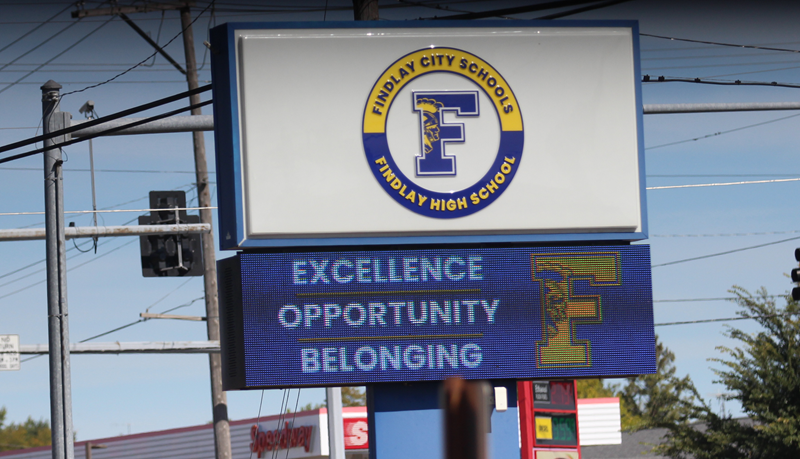 FINDLAY CITY SCHOOLS
F
FINDLAY HIGH SCHOOL
EXCELLENCE
OPPORTUNITY
BELONGING
F
Speedway
S